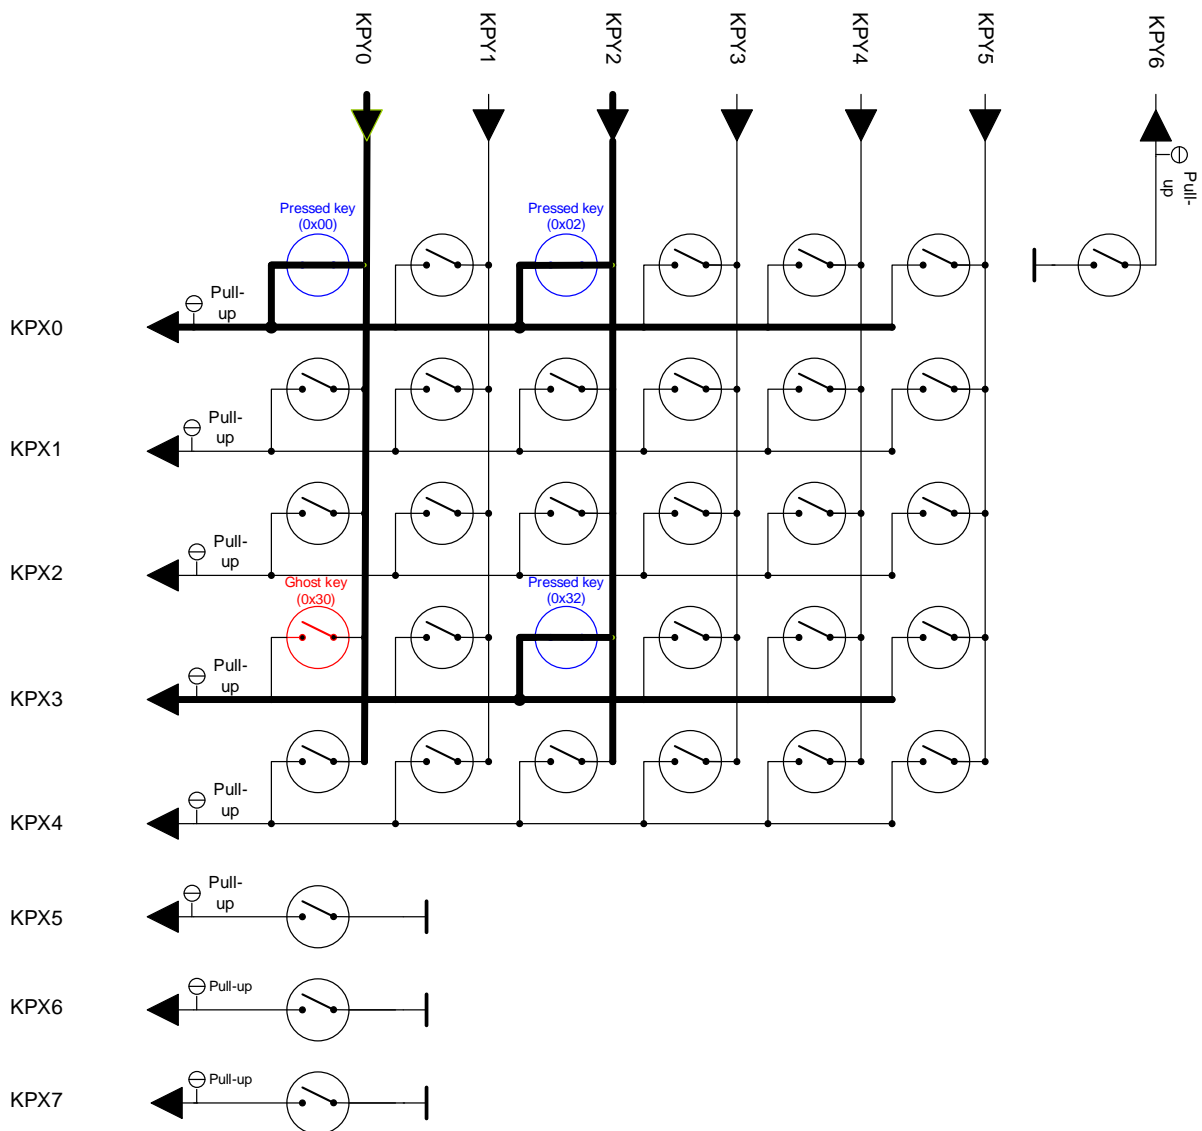 KPY0
KPY1
KPY2
KPY3
KPY4
KPY5
KPY6
Pull-
up
Pressed key
(0x00)
Pressed key
(0x02)
Pull-
up
KPX0
Pull-
up
KPX1
Pull-
up
KPX2
Ghost key
(0x30)
Pressed key
(0x32)
Pull-
up
KPX3
Pull-
up
KPX4
Pull-
up
KPX5
Pull-up
KPX6
Pull-up
KPX7